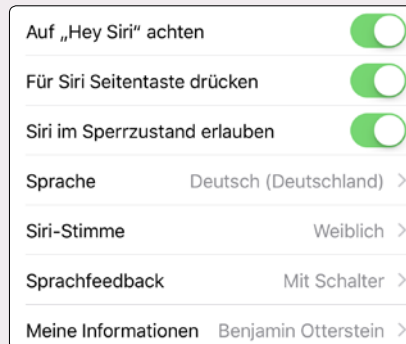 Auf „Hey Siri“ achten
Für Siri Seitentaste drücken
Siri im Sperrzustand erlauben
Sprache Deutsch (Deutschland)
Siri-Stimme Weiblich
Sprachfeedback Mit Schalter
Meine Informationen Benjamin Otterstein